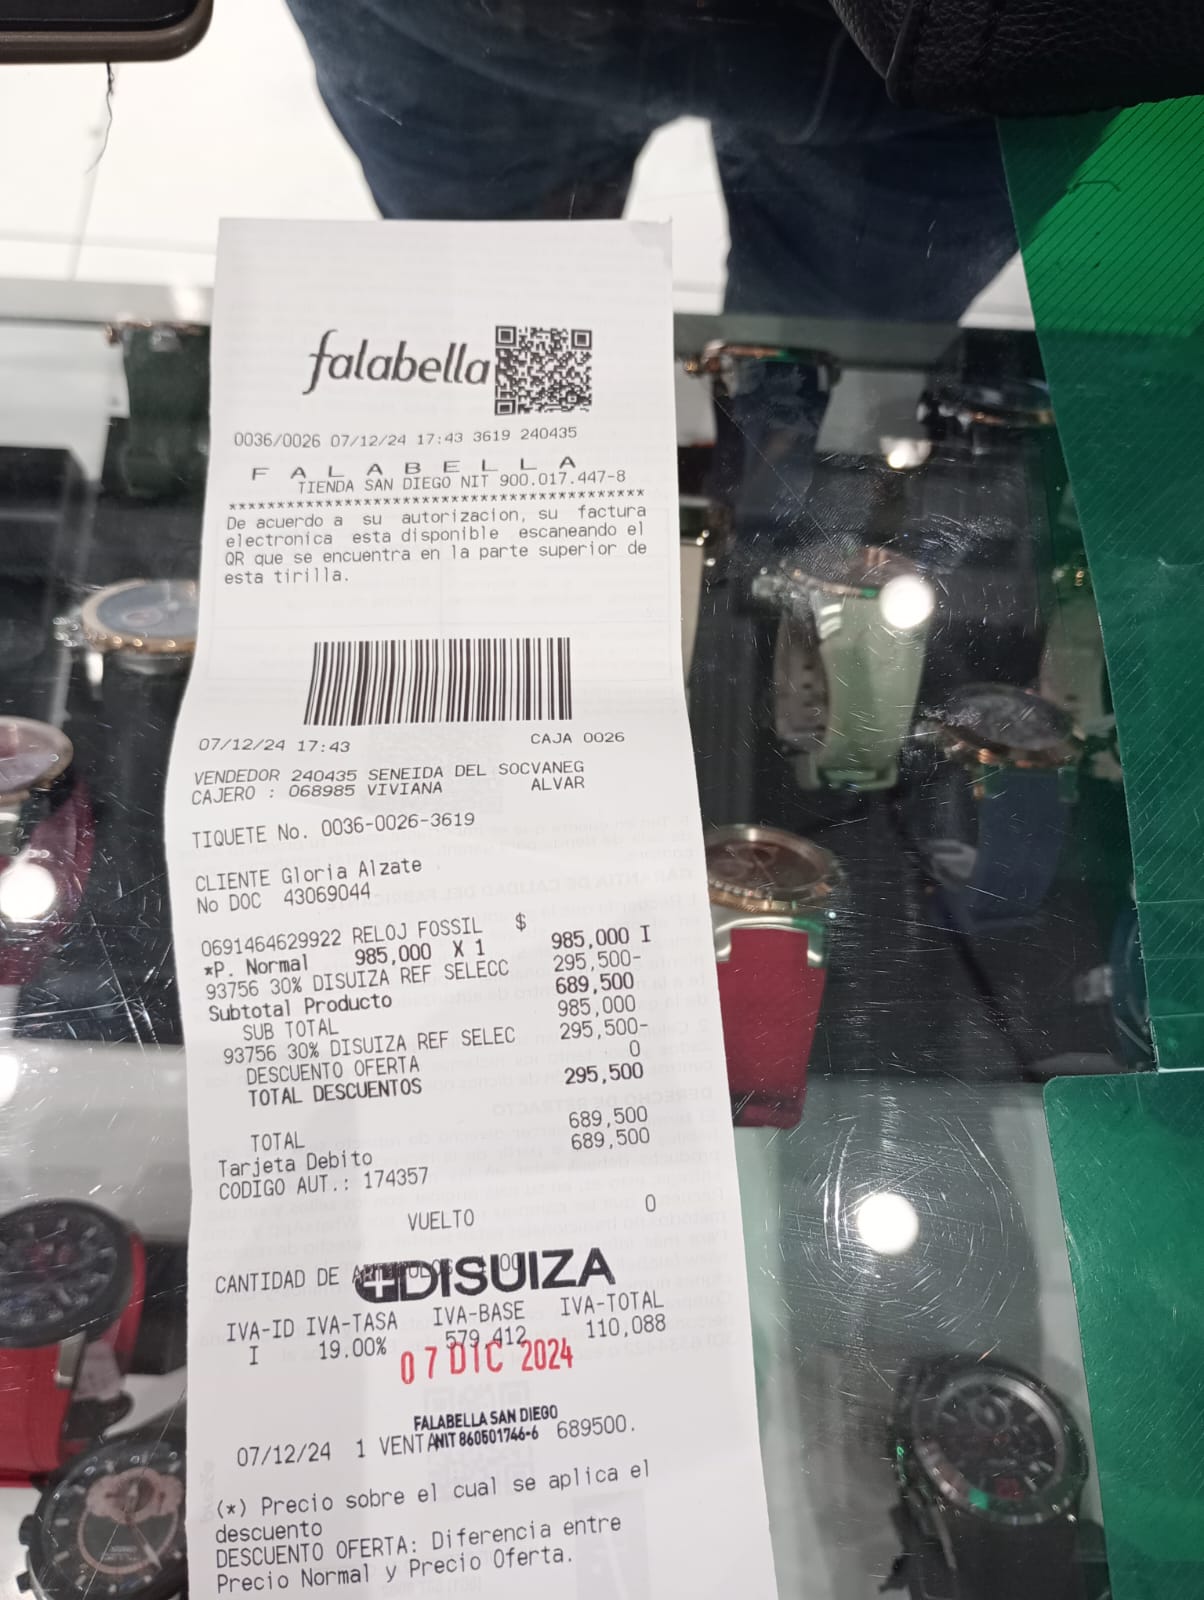 falabella
0036/0026 07/12/24 17:43 3619 240435
F A L A B E L L A
TIENDA SAN DIEGO NIT 900.017.447-8
********************************************
De acuerdo a su autorizacion, su factura
electronica esta disponible escaneando el
QR que se encuentra en la parte superior de
esta tirilla.
07/12/24 17:43 CAJA 0026
VENDEDOR 240435 SENEIDA DEL SOCVANEG
CAJERO : 068985 VIVIANA ALVAR
TIQUETE No. 0036-0026-3619
CLIENTE Gloria Alzate
No DOC 43069044
0691464629922 RELOJ FOSSIL $
*P. Normal 985,000 X 1 985,000 I
93756 30% DISUIZA REF SELECC 295,500-
Subtotal Producto 689,500
SUB TOTAL 985,000
93756 30% DISUIZA REF SELEC 295,500-
DESCUENTO OFERTA 0
TOTAL DESCUENTOS 295,500
TOTAL 689,500
Tarjeta Debito 689,500
CODIGO AUT.: 174357
VUELTO 0
CANTIDAD DE
DISUIZA
IVA-ID IVA-TASA IVA-BASE IVA-TOTAL
I 19.00% 579,412 110,088
07 DIC 2024
FALABELLA SAN DIEGO
NIT 860501746-6
07/12/24 1 VENTA 689500.
(*) Precio sobre el cual se aplica el
descuento
DESCUENTO OFERTA: Diferencia entre
Precio Normal y Precio Oferta.